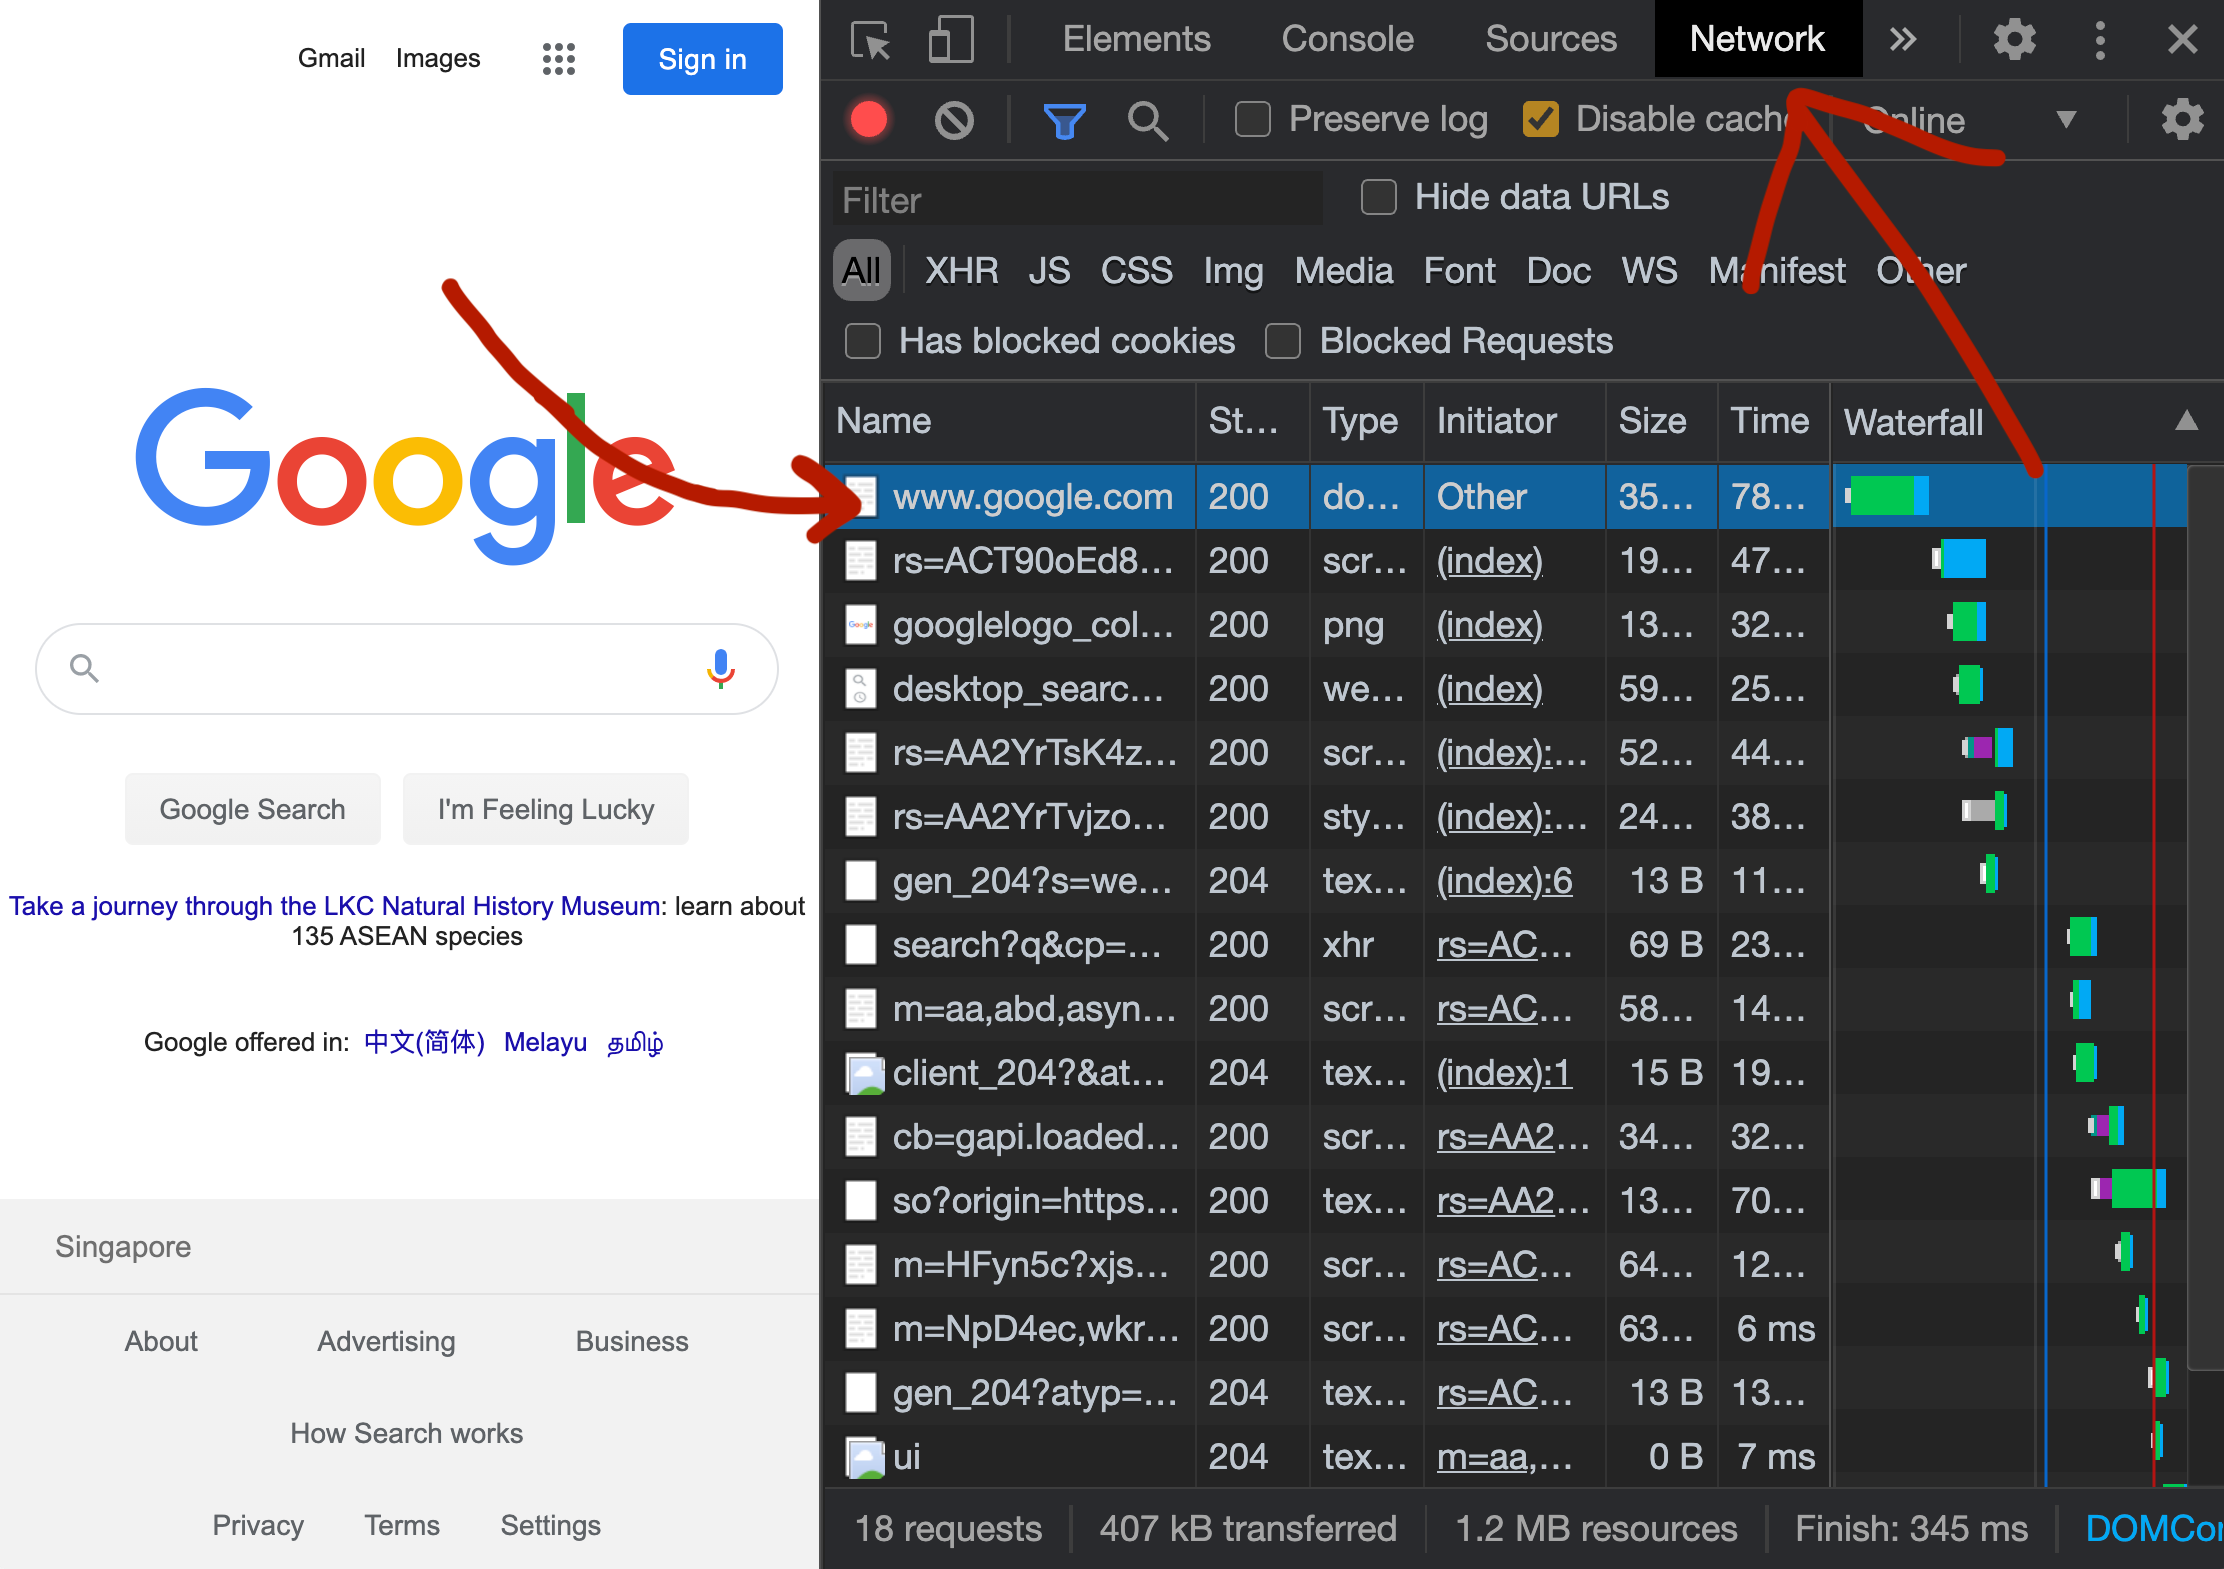 Gmail Images Sign in
Google
Google Search I'm Feeling Lucky
Take a journey through the LKC Natural History Museum: learn about
135 ASEAN species
Google offered in: 中文(简体) Melayu தமிழ்
Singapore
About Advertising Business
How Search works
Privacy Terms Settings
Elements Console Sources Network
Preserve log Disable cache Online
Filter Hide data URLs
All XHR JS CSS Img Media Font Doc WS Manifest Other
Has blocked cookies Blocked Requests
Name St... Type Initiator Size Time Waterfall
www.google.com 200 do... Other 35... 78...
rs=ACT90oEd8... 200 scr... (index) 19... 47...
googlelogo_col... 200 png (index) 13... 32...
desktop_searc... 200 we... (index) 59... 25...
rs=AA2YrTsK4z... 200 scr... (index):... 52... 44...
rs=AA2YrTvjzo... 200 sty... (index):... 24... 38...
gen_204?s=we... 204 tex... (index):6 13 B 11...
search?q&cp=... 200 xhr rs=AC... 69 B 23...
m=aa,abd,asyn... 200 scr... rs=AC... 58... 14...
client_204?&at... 204 tex... (index):1 15 B 19...
cb=gapi.loaded... 200 scr... rs=AA2... 34... 32...
so?origin=https... 200 tex... rs=AA2... 13... 70...
m=HFyn5c?xjs... 200 scr... rs=AC... 64... 12...
m=NpD4ec,wkr... 200 scr... rs=AC... 63... 6 ms
gen_204?atyp=... 204 tex... rs=AC... 13 B 13...
ui 204 tex... m=aa,... 0 B 7 ms
18 requests 407 kB transferred 1.2 MB resources Finish: 345 ms DOMCor